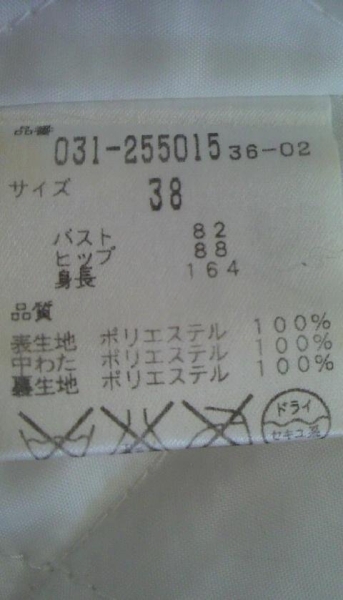 品番
031-255015 36-02
サイズ 38
バスト 82
ヒップ 88
身長 164
品質
表生地 ポリエステル 100%
中わた ポリエステル 100%
裏生地 ポリエステル 100%
ドライ
セキユ系